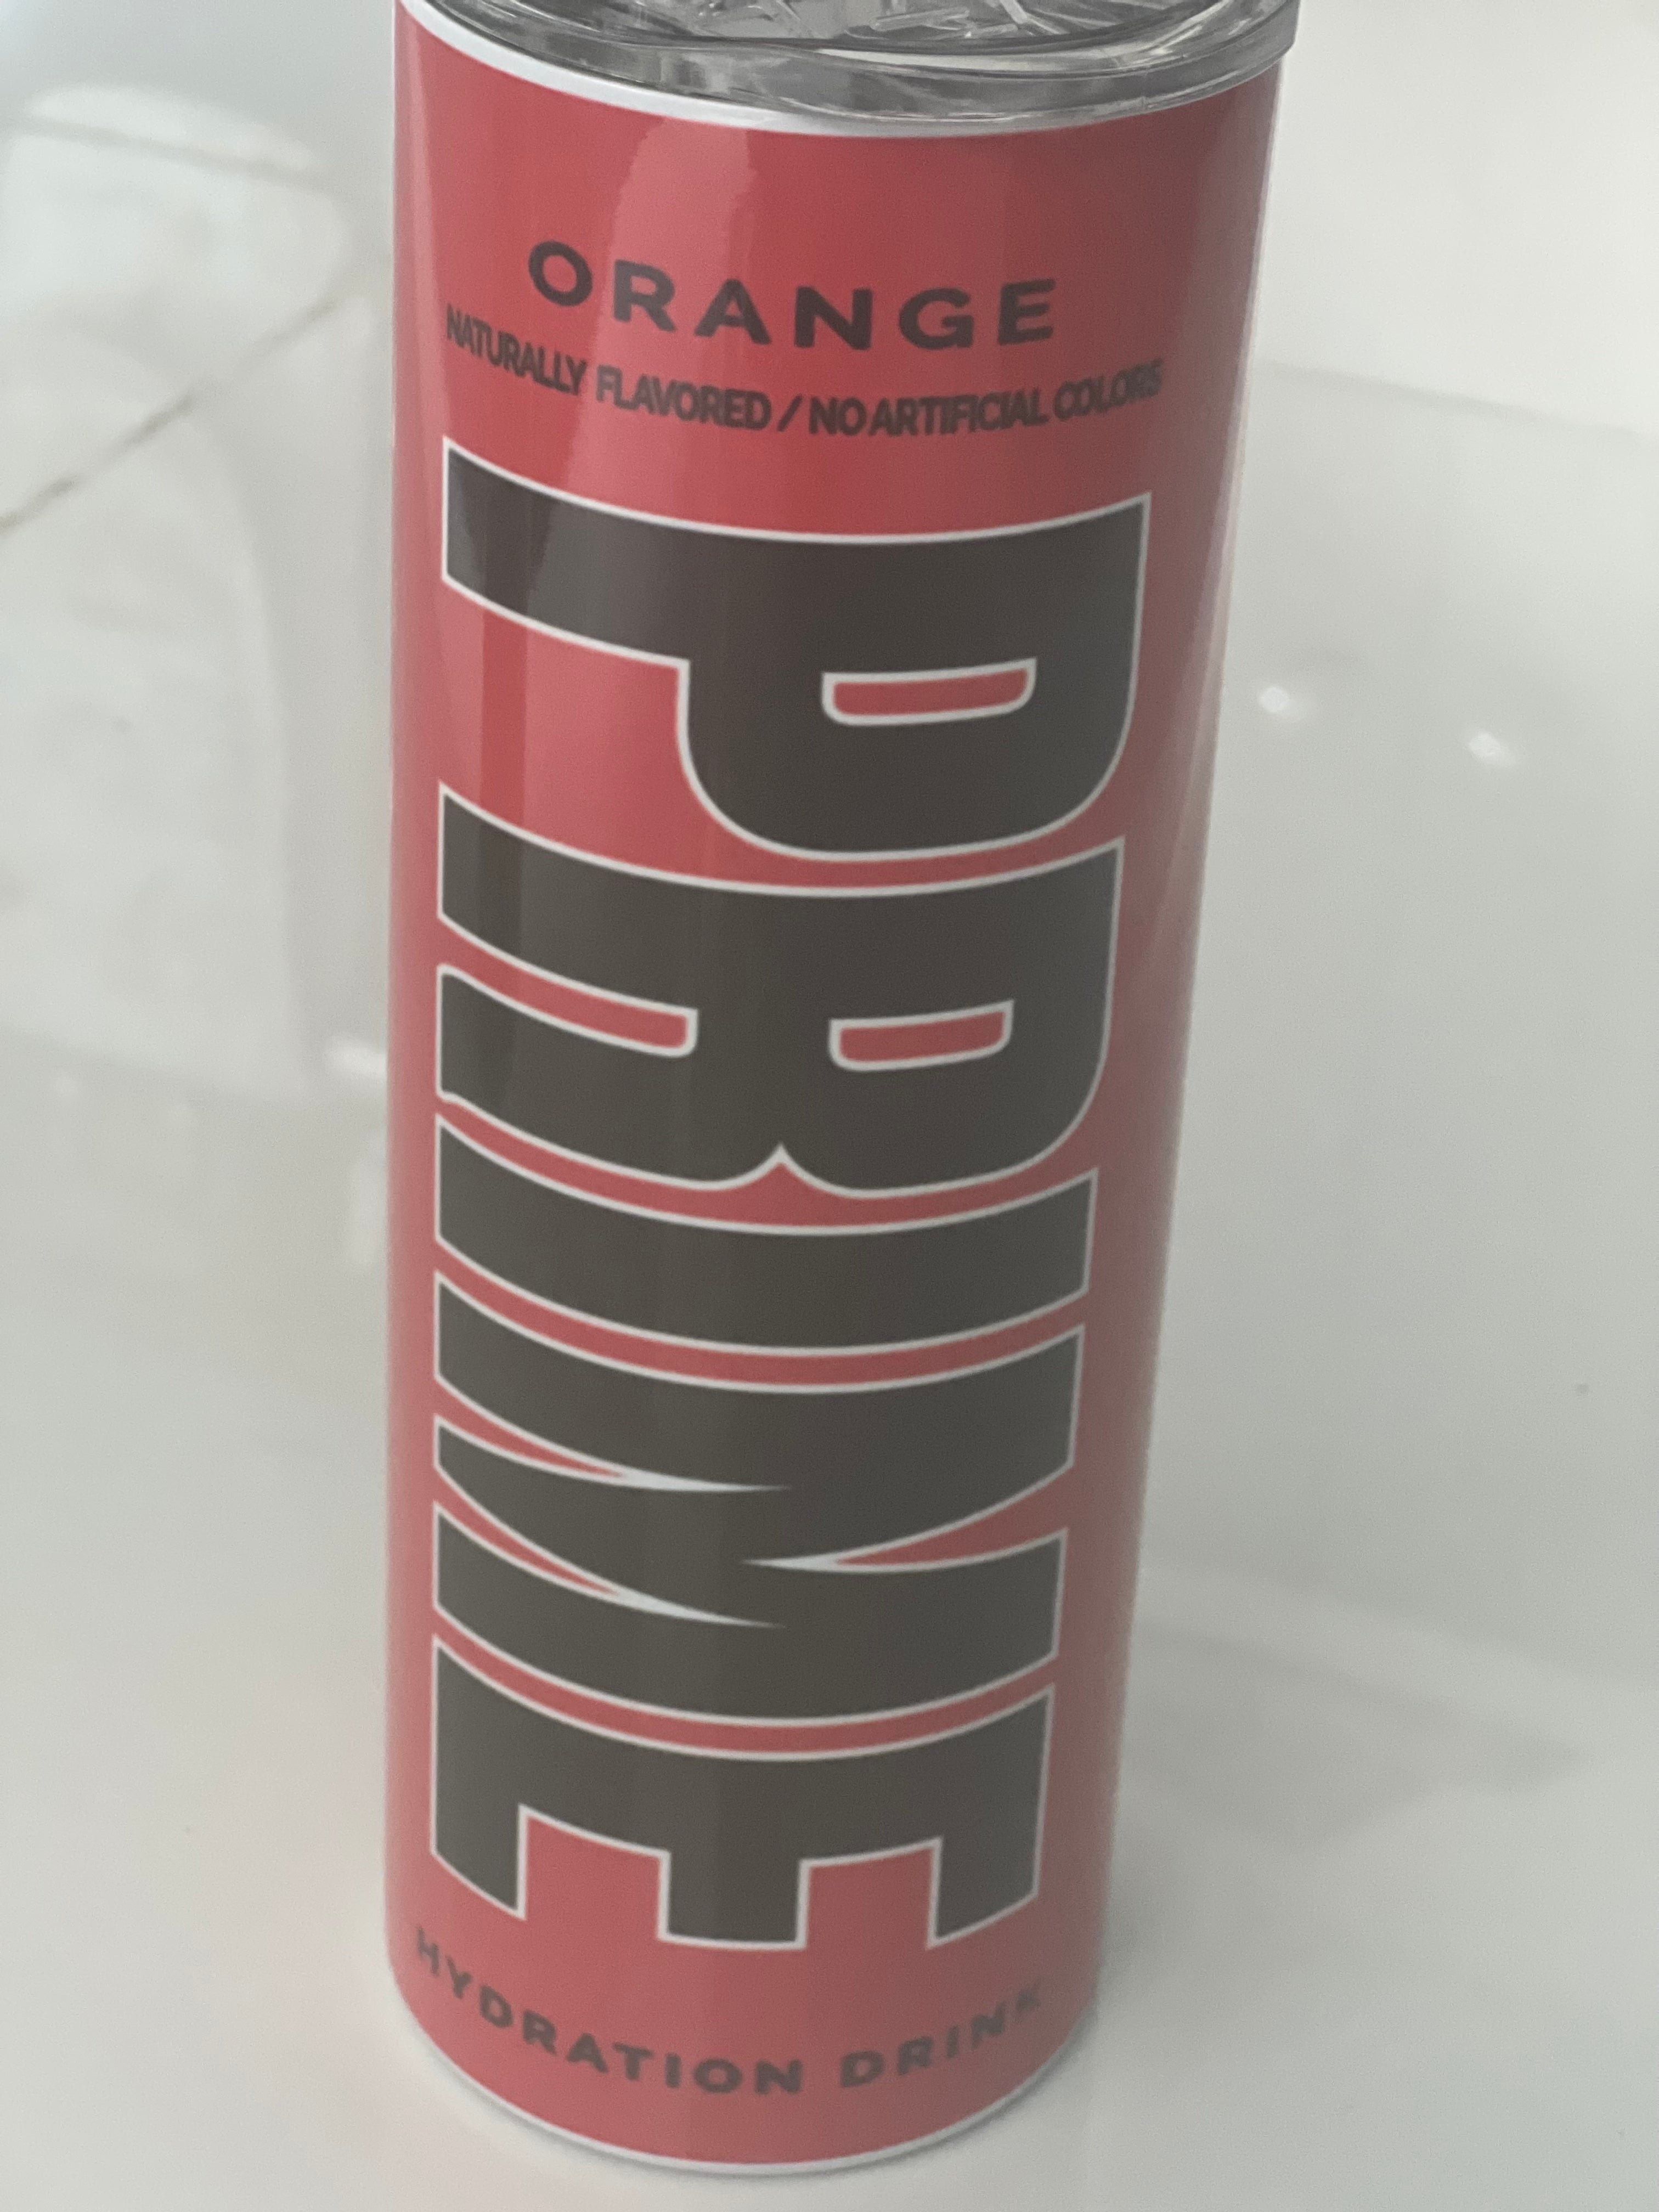 ORANGE
NATURALLY FLAVORED / NO ARTIFICIAL COLORS
PRIME
HYDRATION DRINK